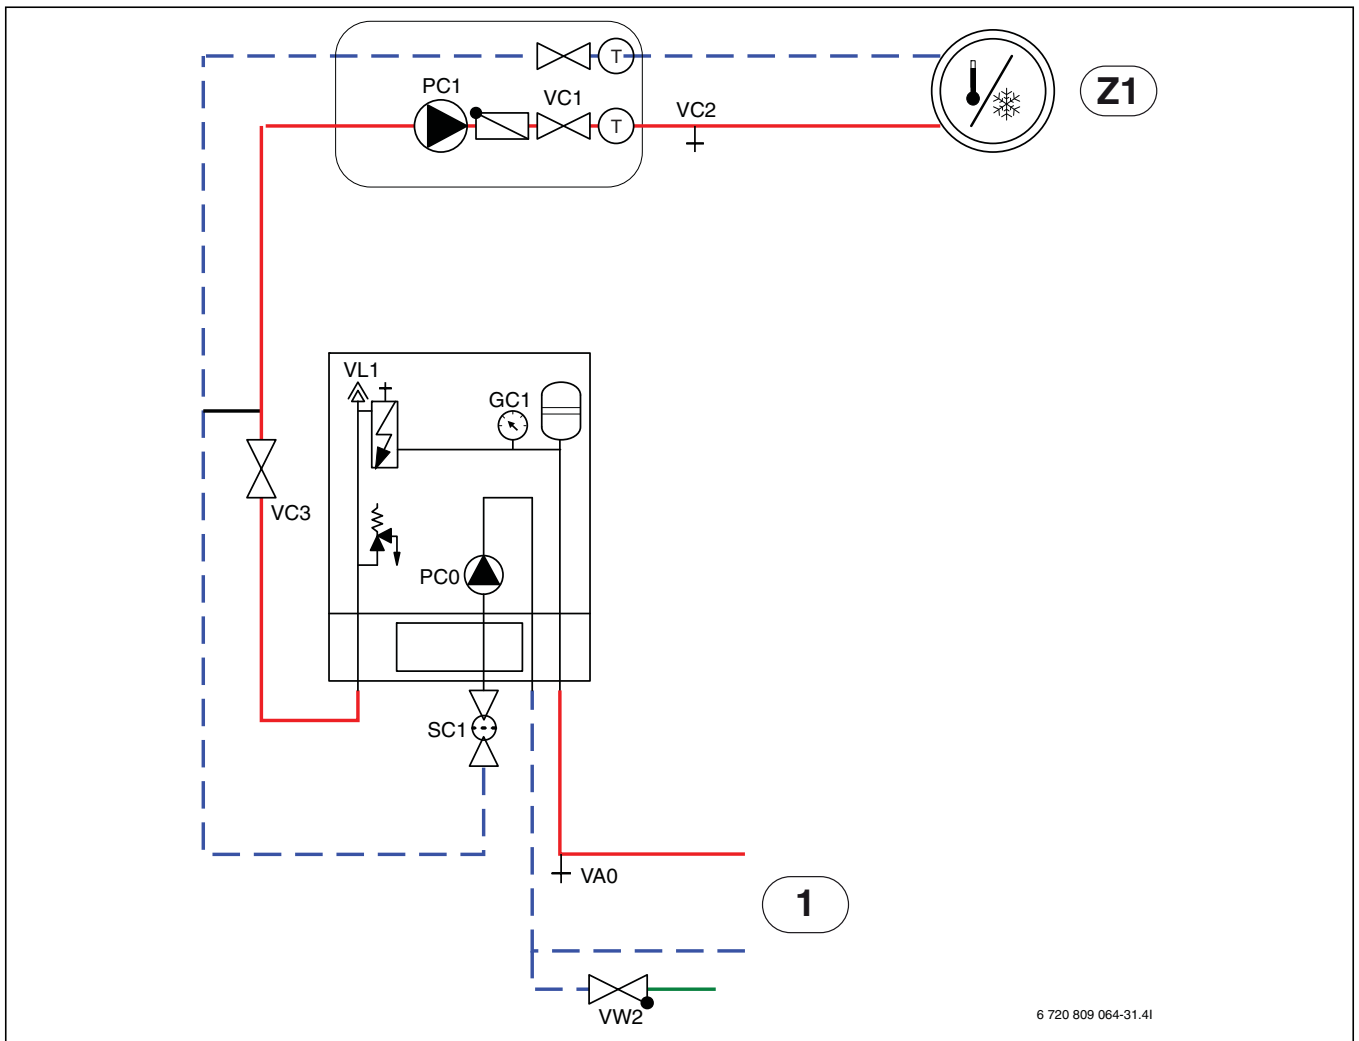 T
PC1
VC1
T
VC2
Z1
VL1
GC1
VC3
PC0
SC1
VA0
1
VW2
6 720 809 064-31.4I